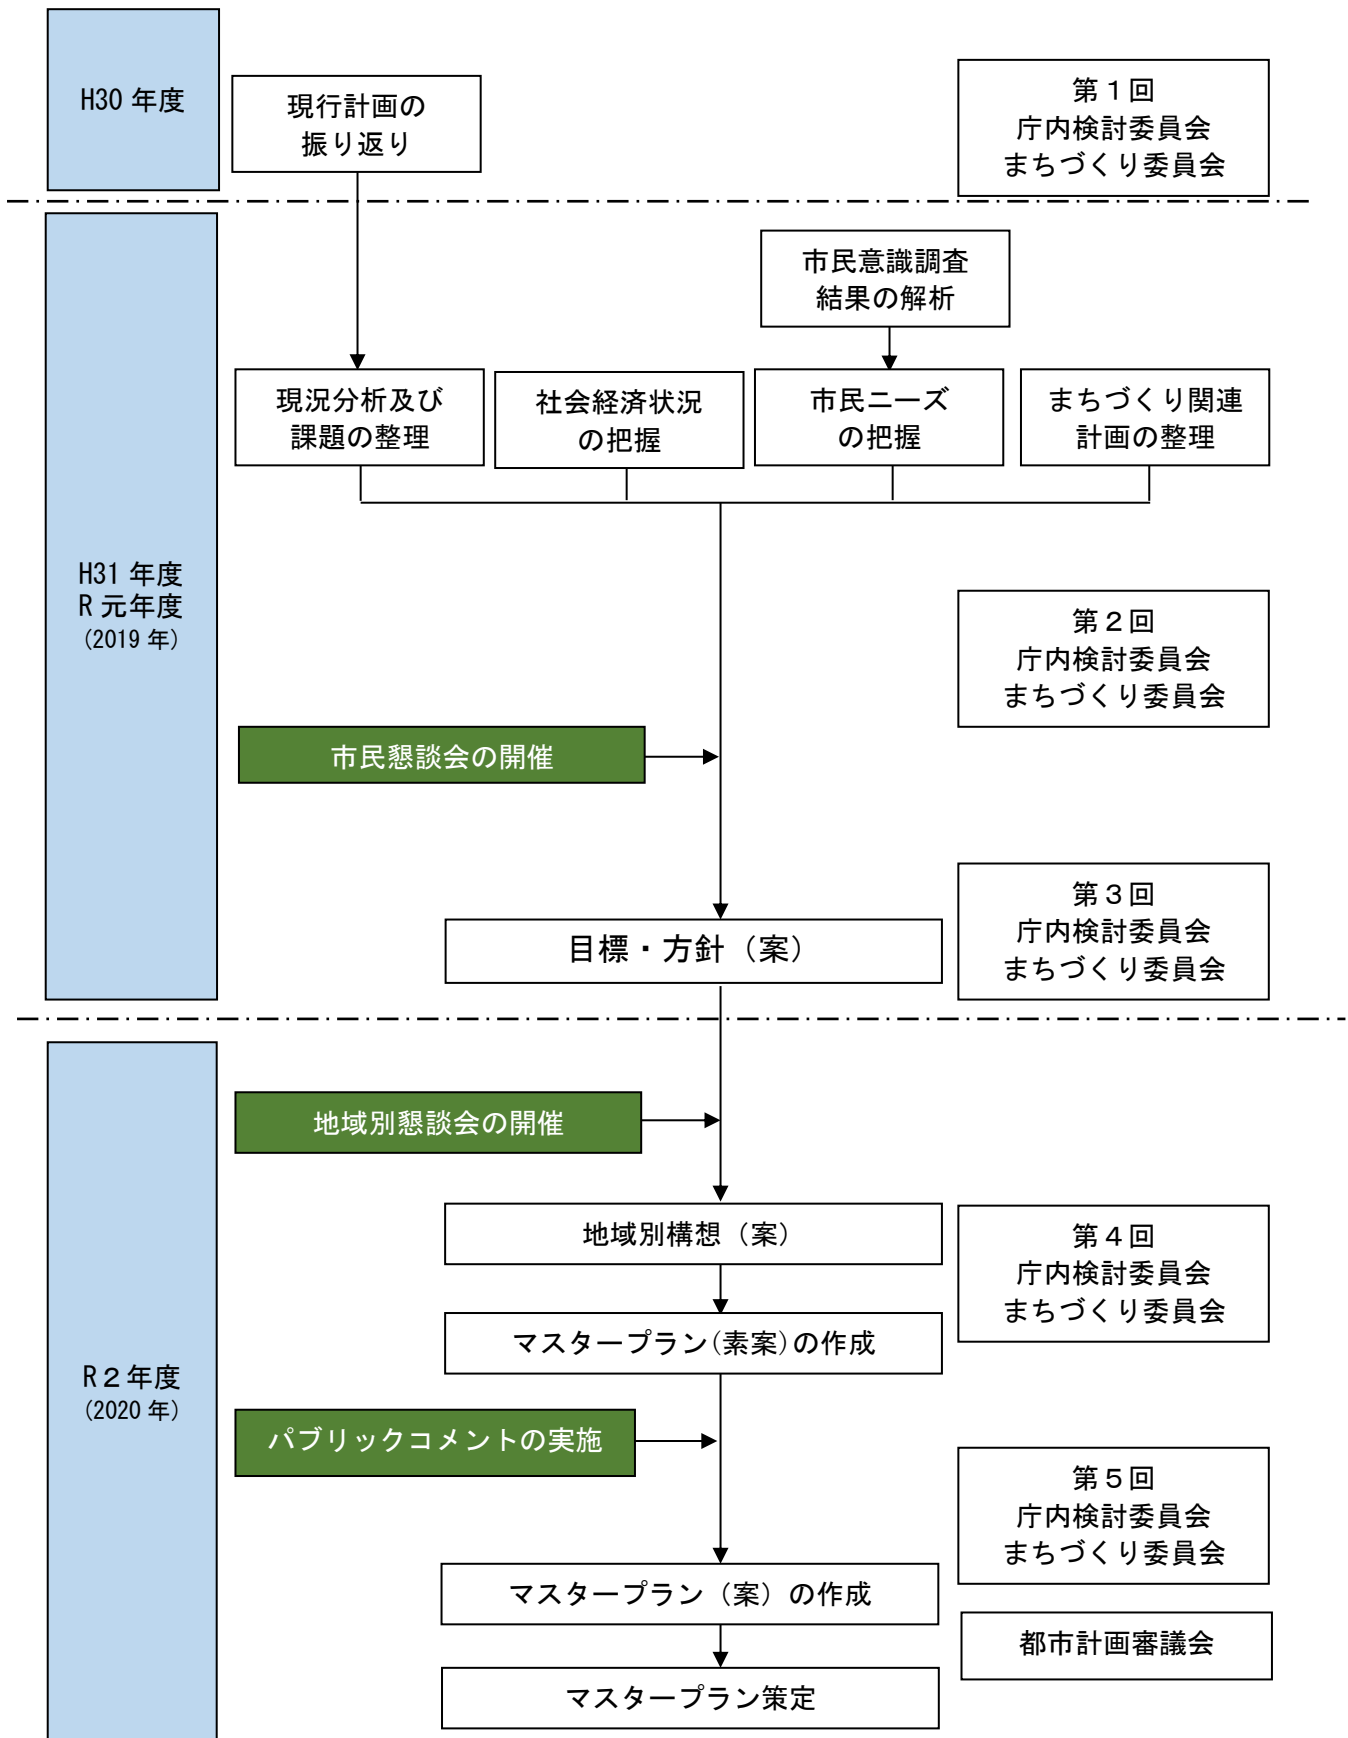 H30 年度
現行計画の
振り返り
第１回
庁内検討委員会
まちづくり委員会
H31 年度
R 元年度
（2019 年）
市民意識調査
結果の解析
現況分析及び
課題の整理
社会経済状況
の把握
市民ニーズ
の把握
まちづくり関連
計画の整理
第２回
庁内検討委員会
まちづくり委員会
市民懇談会の開催
第３回
庁内検討委員会
まちづくり委員会
目標・方針（案）
R２年度
（2020 年）
地域別懇談会の開催
地域別構想（案）
第４回
庁内検討委員会
まちづくり委員会
マスタープラン(素案)の作成
パブリックコメントの実施
第５回
庁内検討委員会
まちづくり委員会
マスタープラン（案）の作成
都市計画審議会
マスタープラン策定